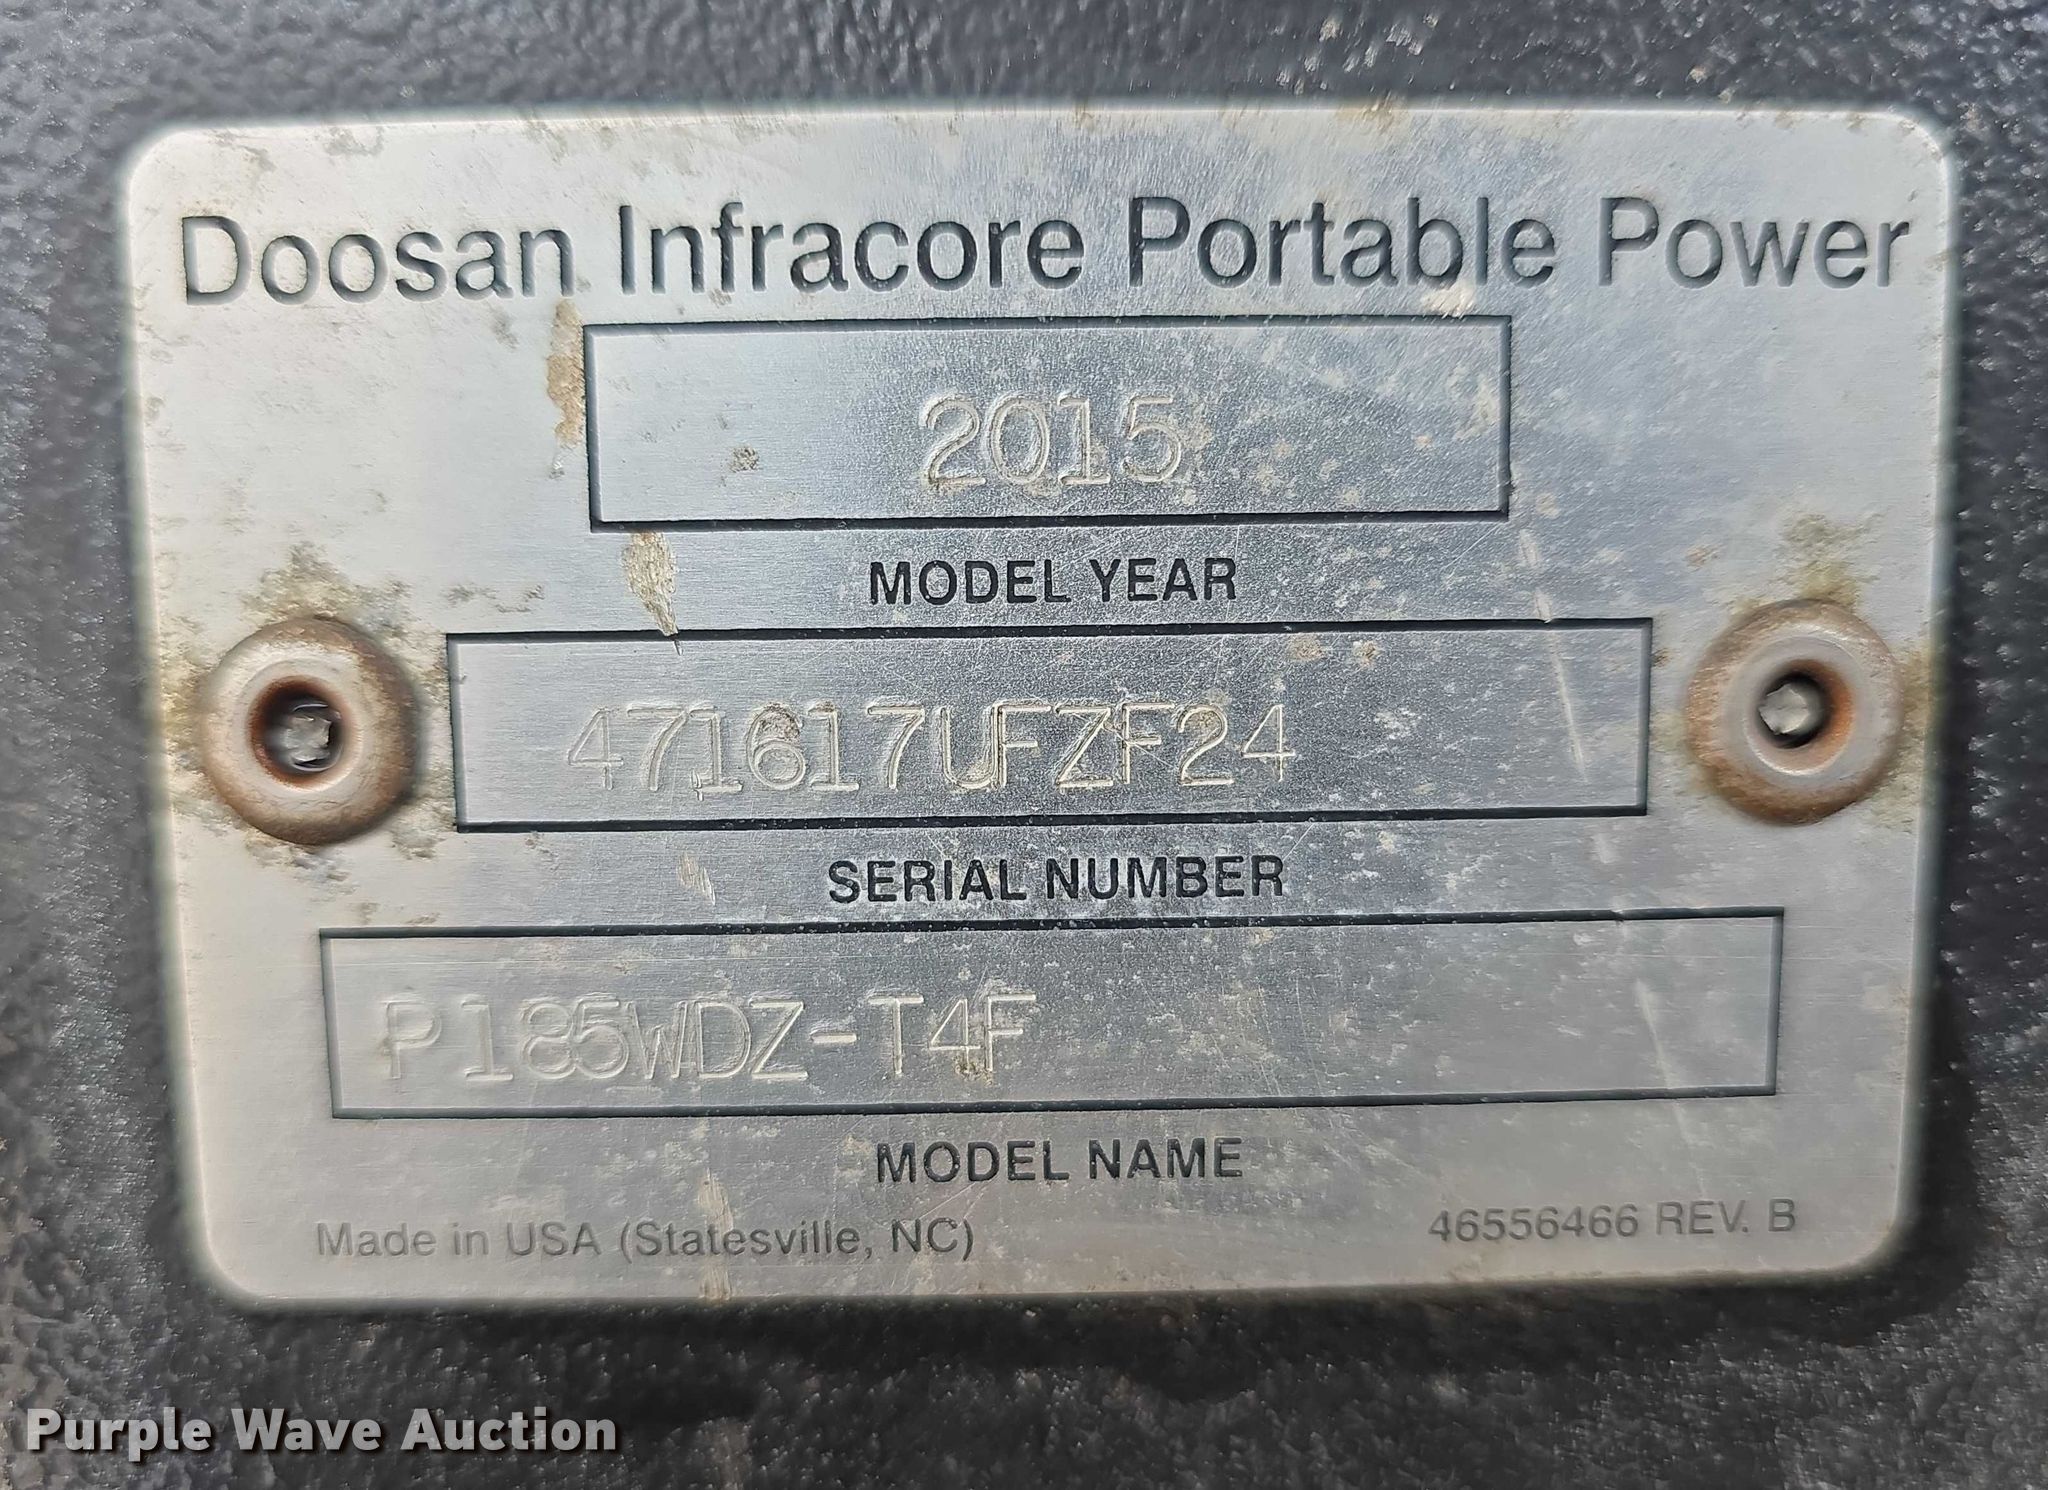 Doosan Infracore Portable Power
2015
MODEL YEAR
471617UFZF24
SERIAL NUMBER
P185WDZ-T4F
MODEL NAME
Made in USA (Statesville, NC)
46556466 REV. B
Purple Wave Auction